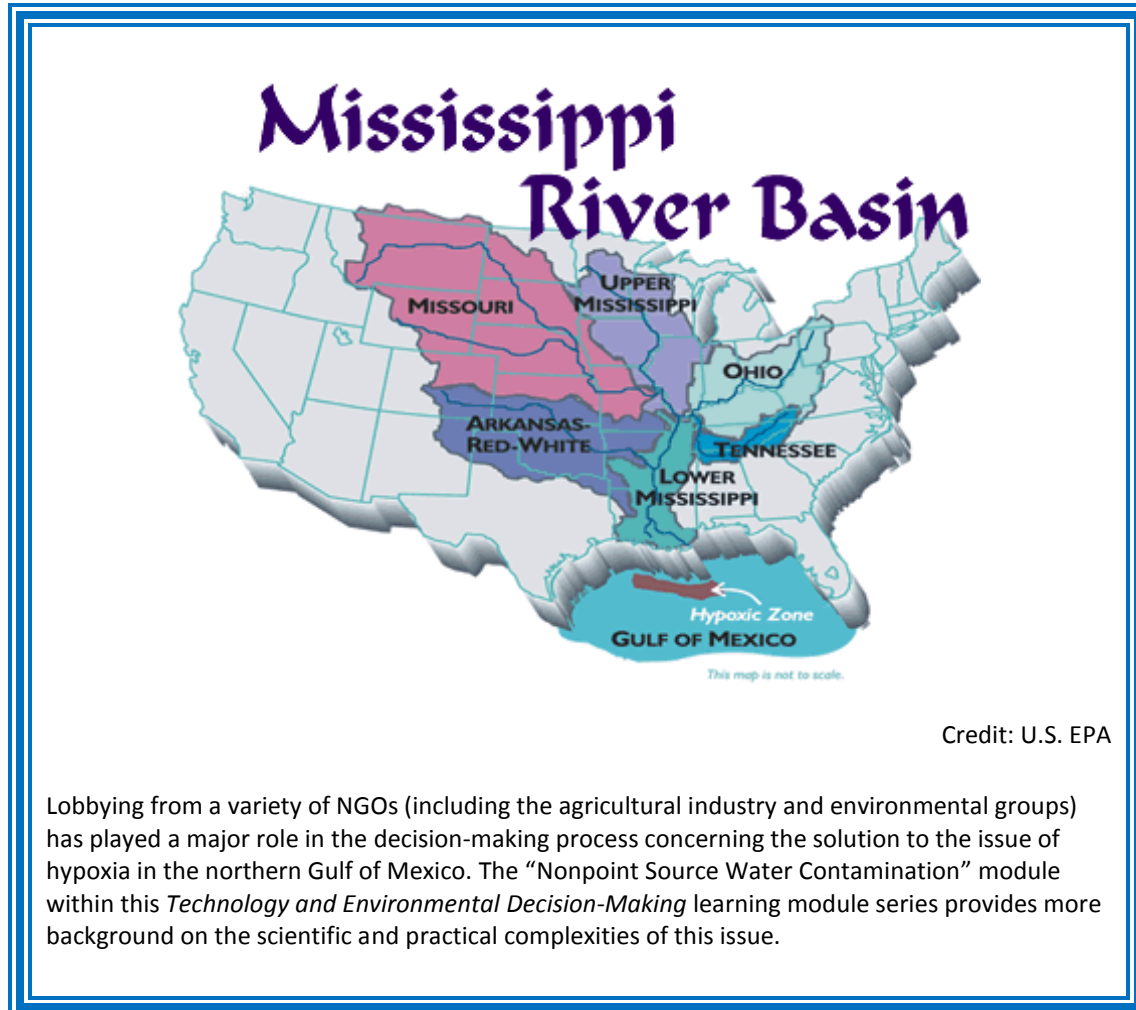 Mississippi
River Basin
UPPER
MISSISSIPPI
MISSOURI
OHIO
ARKANSAS-
RED-WHITE
TENNESSEE
LOWER
MISSISSIPPI
Hypoxic Zone
GULF OF MEXICO
This map is not to scale.
Credit: U.S. EPA
Lobbying from a variety of NGOs (including the agricultural industry and environmental groups)
has played a major role in the decision-making process concerning the solution to the issue of
hypoxia in the northern Gulf of Mexico. The “Nonpoint Source Water Contamination” module
within this Technology and Environmental Decision-Making learning module series provides more
background on the scientific and practical complexities of this issue.